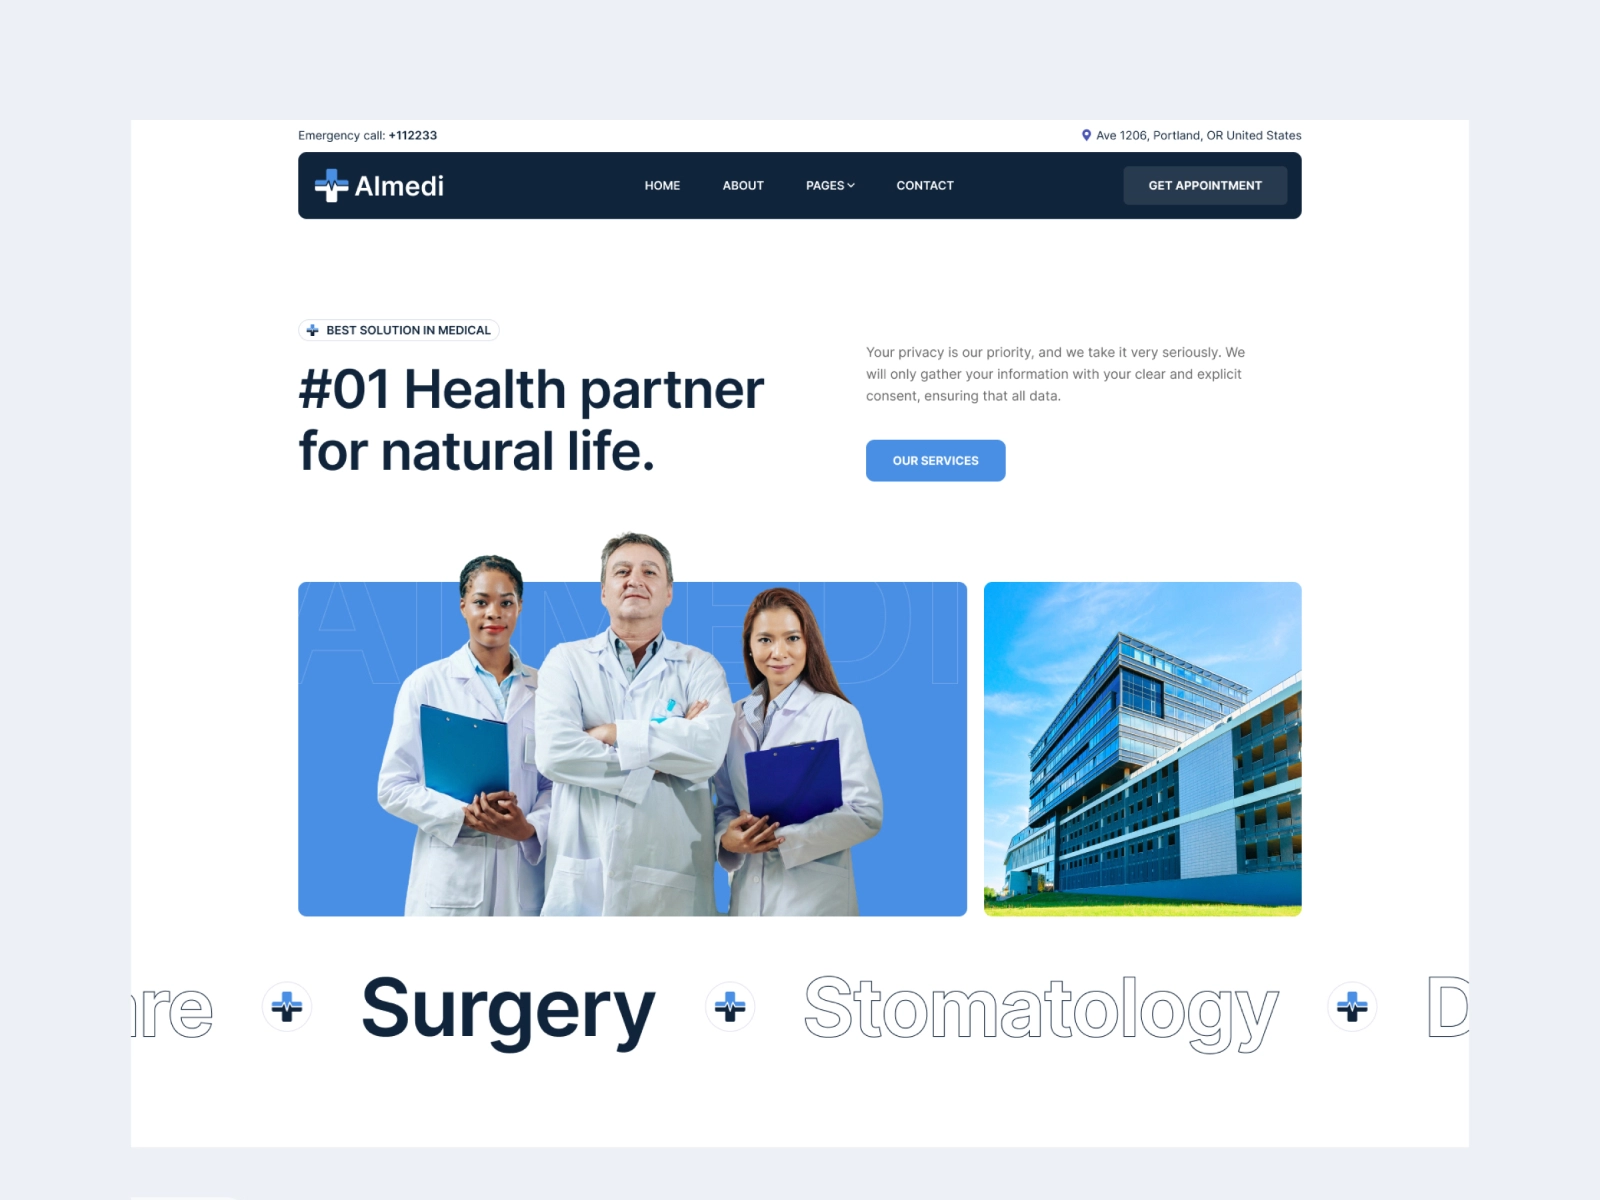 Emergency call: +112233
Ave 1206, Portland, OR United States
Almedi
HOME
ABOUT
PAGES
CONTACT
GET APPOINTMENT
BEST SOLUTION IN MEDICAL
#01 Health partner
for natural life.
Your privacy is our priority, and we take it very seriously. We
will only gather your information with your clear and explicit
consent, ensuring that all data.
OUR SERVICES
ALMEDI
Surgery
Stomatology